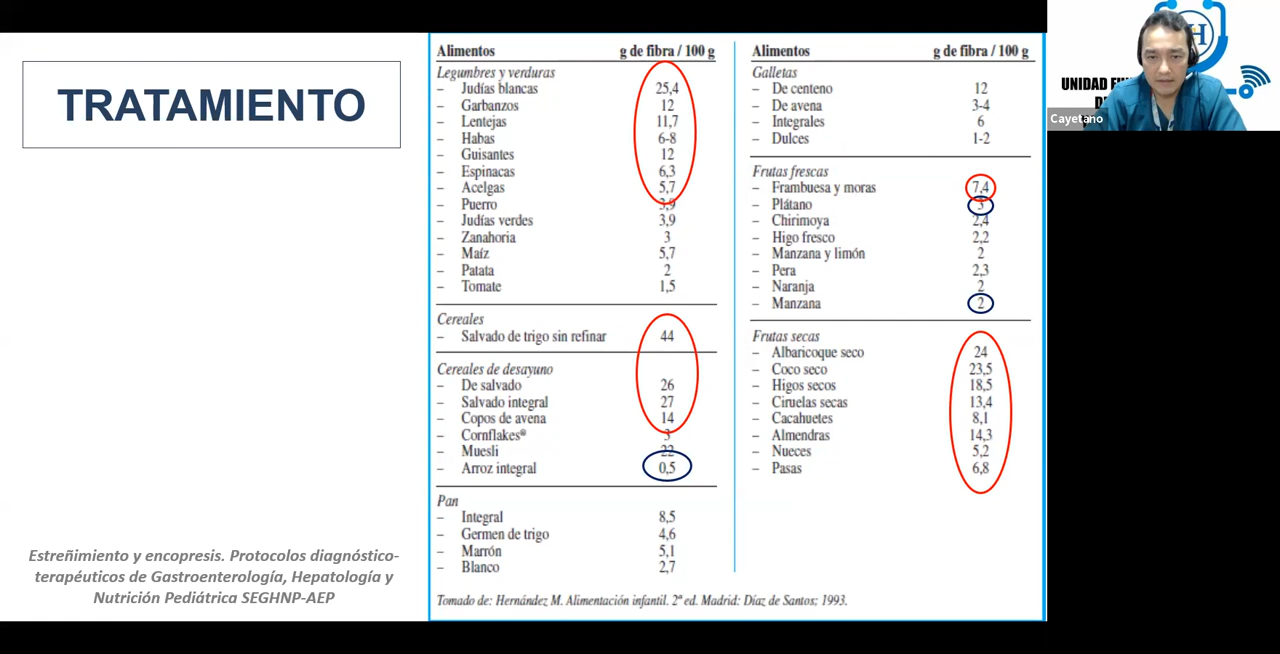 TRATAMIENTO
Estreñimiento y encopresis. Protocolos diagnóstico-
terapéuticos de Gastroenterología, Hepatología y
Nutrición Pediátrica SEGHNP-AEP
Alimentos g de fibra / 100 g
Legumbres y verduras
– Judías blancas 25,4
– Garbanzos 12
– Lentejas 11,7
– Habas 6-8
– Guisantes 12
– Espinacas 6,3
– Acelgas 5,7
– Puerro 3,9
– Judías verdes 3,9
– Zanahoria 3
– Maíz 5,7
– Patata 2
– Tomate 1,5
Cereales
– Salvado de trigo sin refinar 44
Cereales de desayuno
– De salvado 26
– Salvado integral 27
– Copos de avena 14
– Cornflakes® 3
– Muesli 22
– Arroz integral 0,5
Pan
– Integral 8,5
– Germen de trigo 4,6
– Marrón 5,1
– Blanco 2,7
Alimentos g de fibra / 100 g
Galletas
– De centeno 12
– De avena 3-4
– Integrales 6
– Dulces 1-2
Frutas frescas
– Frambuesa y moras 7,4
– Plátano 3
– Chirimoya 2,4
– Higo fresco 2,2
– Manzana y limón 2
– Pera 2,3
– Naranja 2
– Manzana 2
Frutas secas
– Albaricoque seco 24
– Coco seco 23,5
– Higos secos 18,5
– Ciruelas secas 13,4
– Cacahuetes 8,1
– Almendras 14,3
– Nueces 5,2
– Pasas 6,8
Tomado de: Hernández M. Alimentación infantil. 2ª ed. Madrid: Díaz de Santos; 1993.
H
UNIDAD
Cayetano